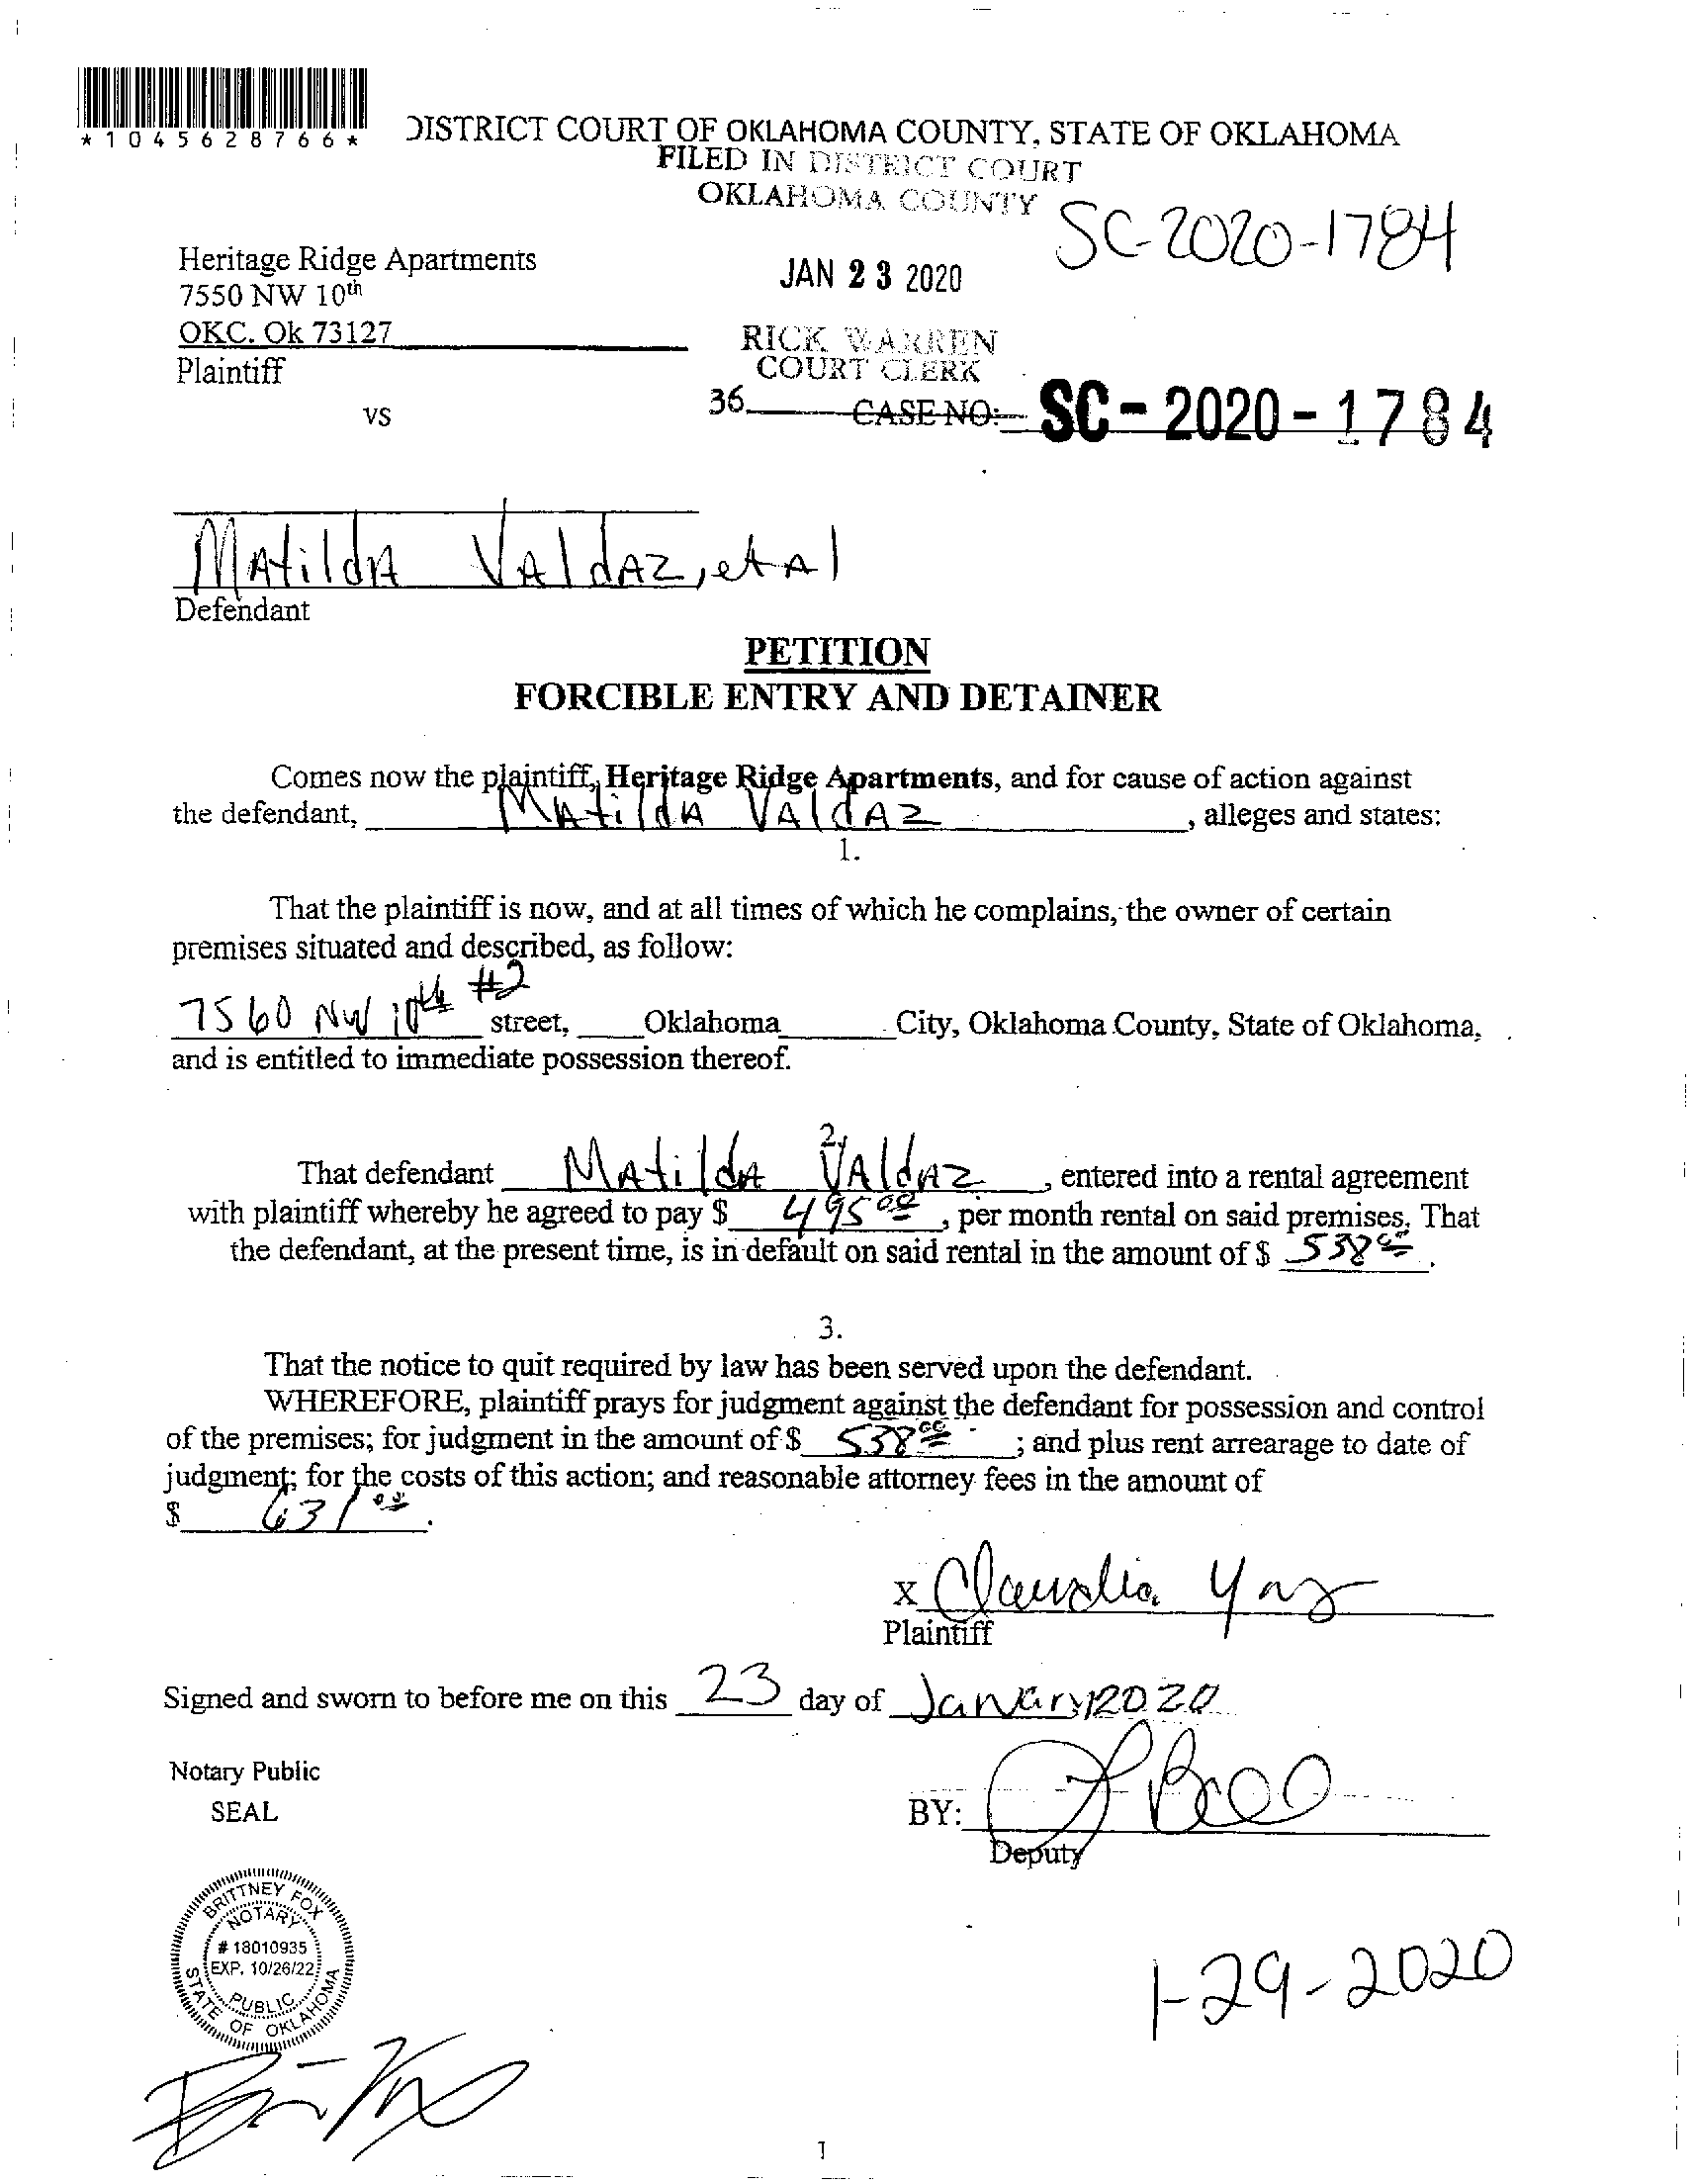 *1045628766*
DISTRICT COURT OF OKLAHOMA COUNTY, STATE OF OKLAHOMA
FILED IN DISTRICT COURT
OKLAHOMA COUNTY
SC-2020-1784
Heritage Ridge Apartments
7550 NW 10th
OKC. Ok 73127
Plaintiff
JAN 23 2020
RICK WARREN
COURT CLERK
vs
36
CASE NO: SC-2020-1784
Matilda Valdaz, et al
Defendant
PETITION
FORCIBLE ENTRY AND DETAINER
Comes now the plaintiff, Heritage Ridge Apartments, and for cause of action against
the defendant, Matilda Valdaz, alleges and states:
1.
That the plaintiff is now, and at all times of which he complains, the owner of certain
premises situated and described, as follow:
7560 NW 10th #2 street, Oklahoma City, Oklahoma County, State of Oklahoma,
and is entitled to immediate possession thereof.
2.
That defendant Matilda Valdaz, entered into a rental agreement
with plaintiff whereby he agreed to pay $ 495 00, per month rental on said premises. That
the defendant, at the present time, is in default on said rental in the amount of $ 538 00.
3.
That the notice to quit required by law has been served upon the defendant.
WHEREFORE, plaintiff prays for judgment against the defendant for possession and control
of the premises; for judgment in the amount of $ 538 00; and plus rent arrearage to date of
judgment; for the costs of this action; and reasonable attorney fees in the amount of
$ 631 00.
X Claudia
Plaintiff
Signed and sworn to before me on this 23 day of January 2020
Notary Public
SEAL
BY:
Deputy
BRITTNEY FOX
NOTARY
# 18010935
EXP. 10/26/22
PUBLIC
STATE OF OKLAHOMA
1-29-2020
1